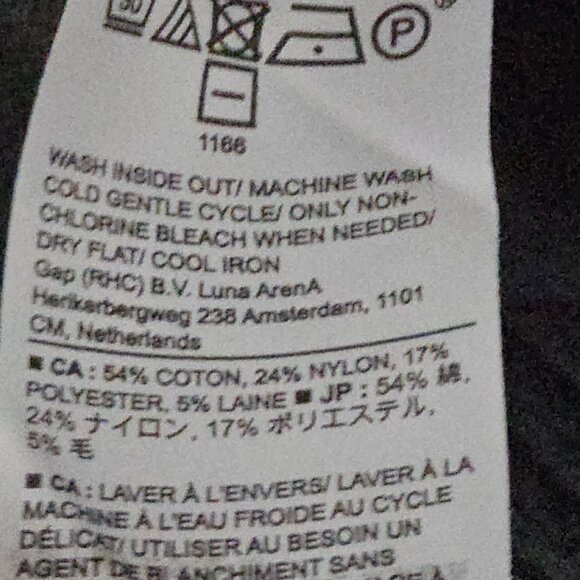 30
P
1166
WASH INSIDE OUT/ MACHINE WASH
COLD GENTLE CYCLE/ ONLY NON-
CHLORINE BLEACH WHEN NEEDED/
DRY FLAT/ COOL IRON
Gap (RHC) B.V. Luna ArenA
Herikerbergweg 238 Amsterdam, 1101
CM, Netherlands
■ CA : 54% COTON, 24% NYLON, 17%
POLYESTER, 5% LAINE ■ JP : 54% 綿,
24% ナイロン, 17% ポリエステル,
5% 毛
■ CA : LAVER À L'ENVERS/ LAVER À LA
MACHINE À L'EAU FROIDE AU CYCLE
DÉLICAT/ UTILISER AU BESOIN UN
AGENT DE BLANCHIMENT SANS